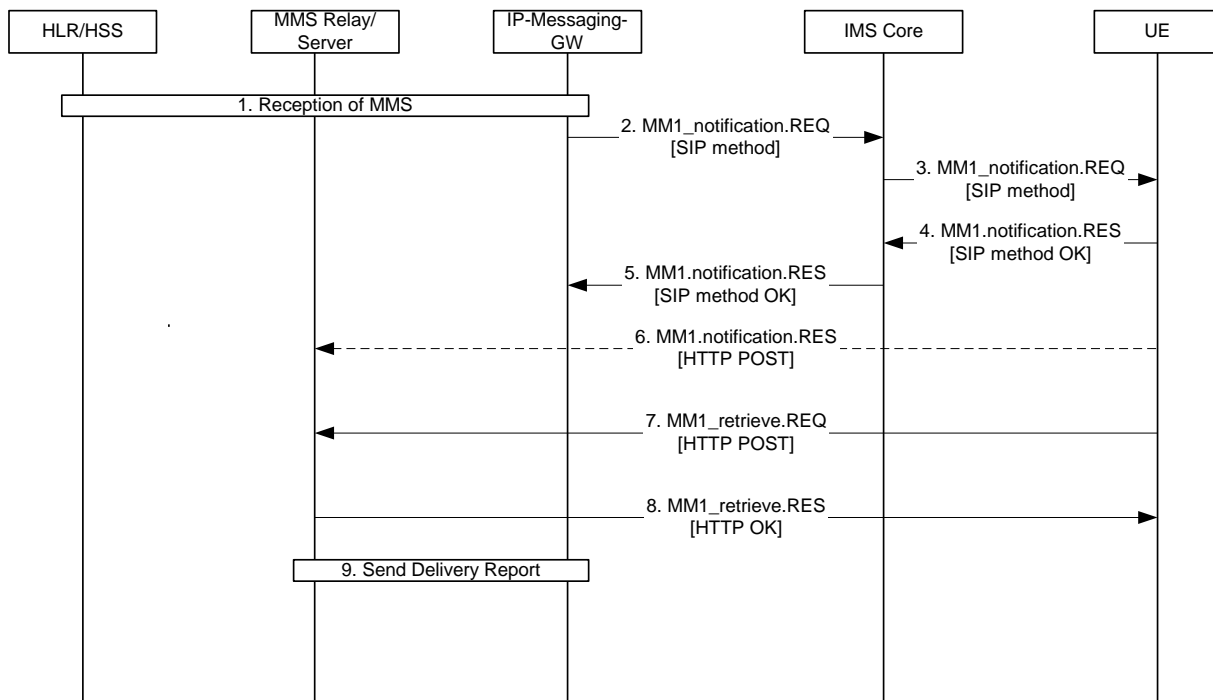 HLR/HSS
MMS Relay/
Server
IP-Messaging-
GW
IMS Core
UE
1. Reception of MMS
2. MM1_notification.REQ
[SIP method]
3. MM1_notification.REQ
[SIP method]
4. MM1.notification.RES
[SIP method OK]
5. MM1.notification.RES
[SIP method OK]
6. MM1.notification.RES
[HTTP POST]
7. MM1_retrieve.REQ
[HTTP POST]
8. MM1_retrieve.RES
[HTTP OK]
9. Send Delivery Report